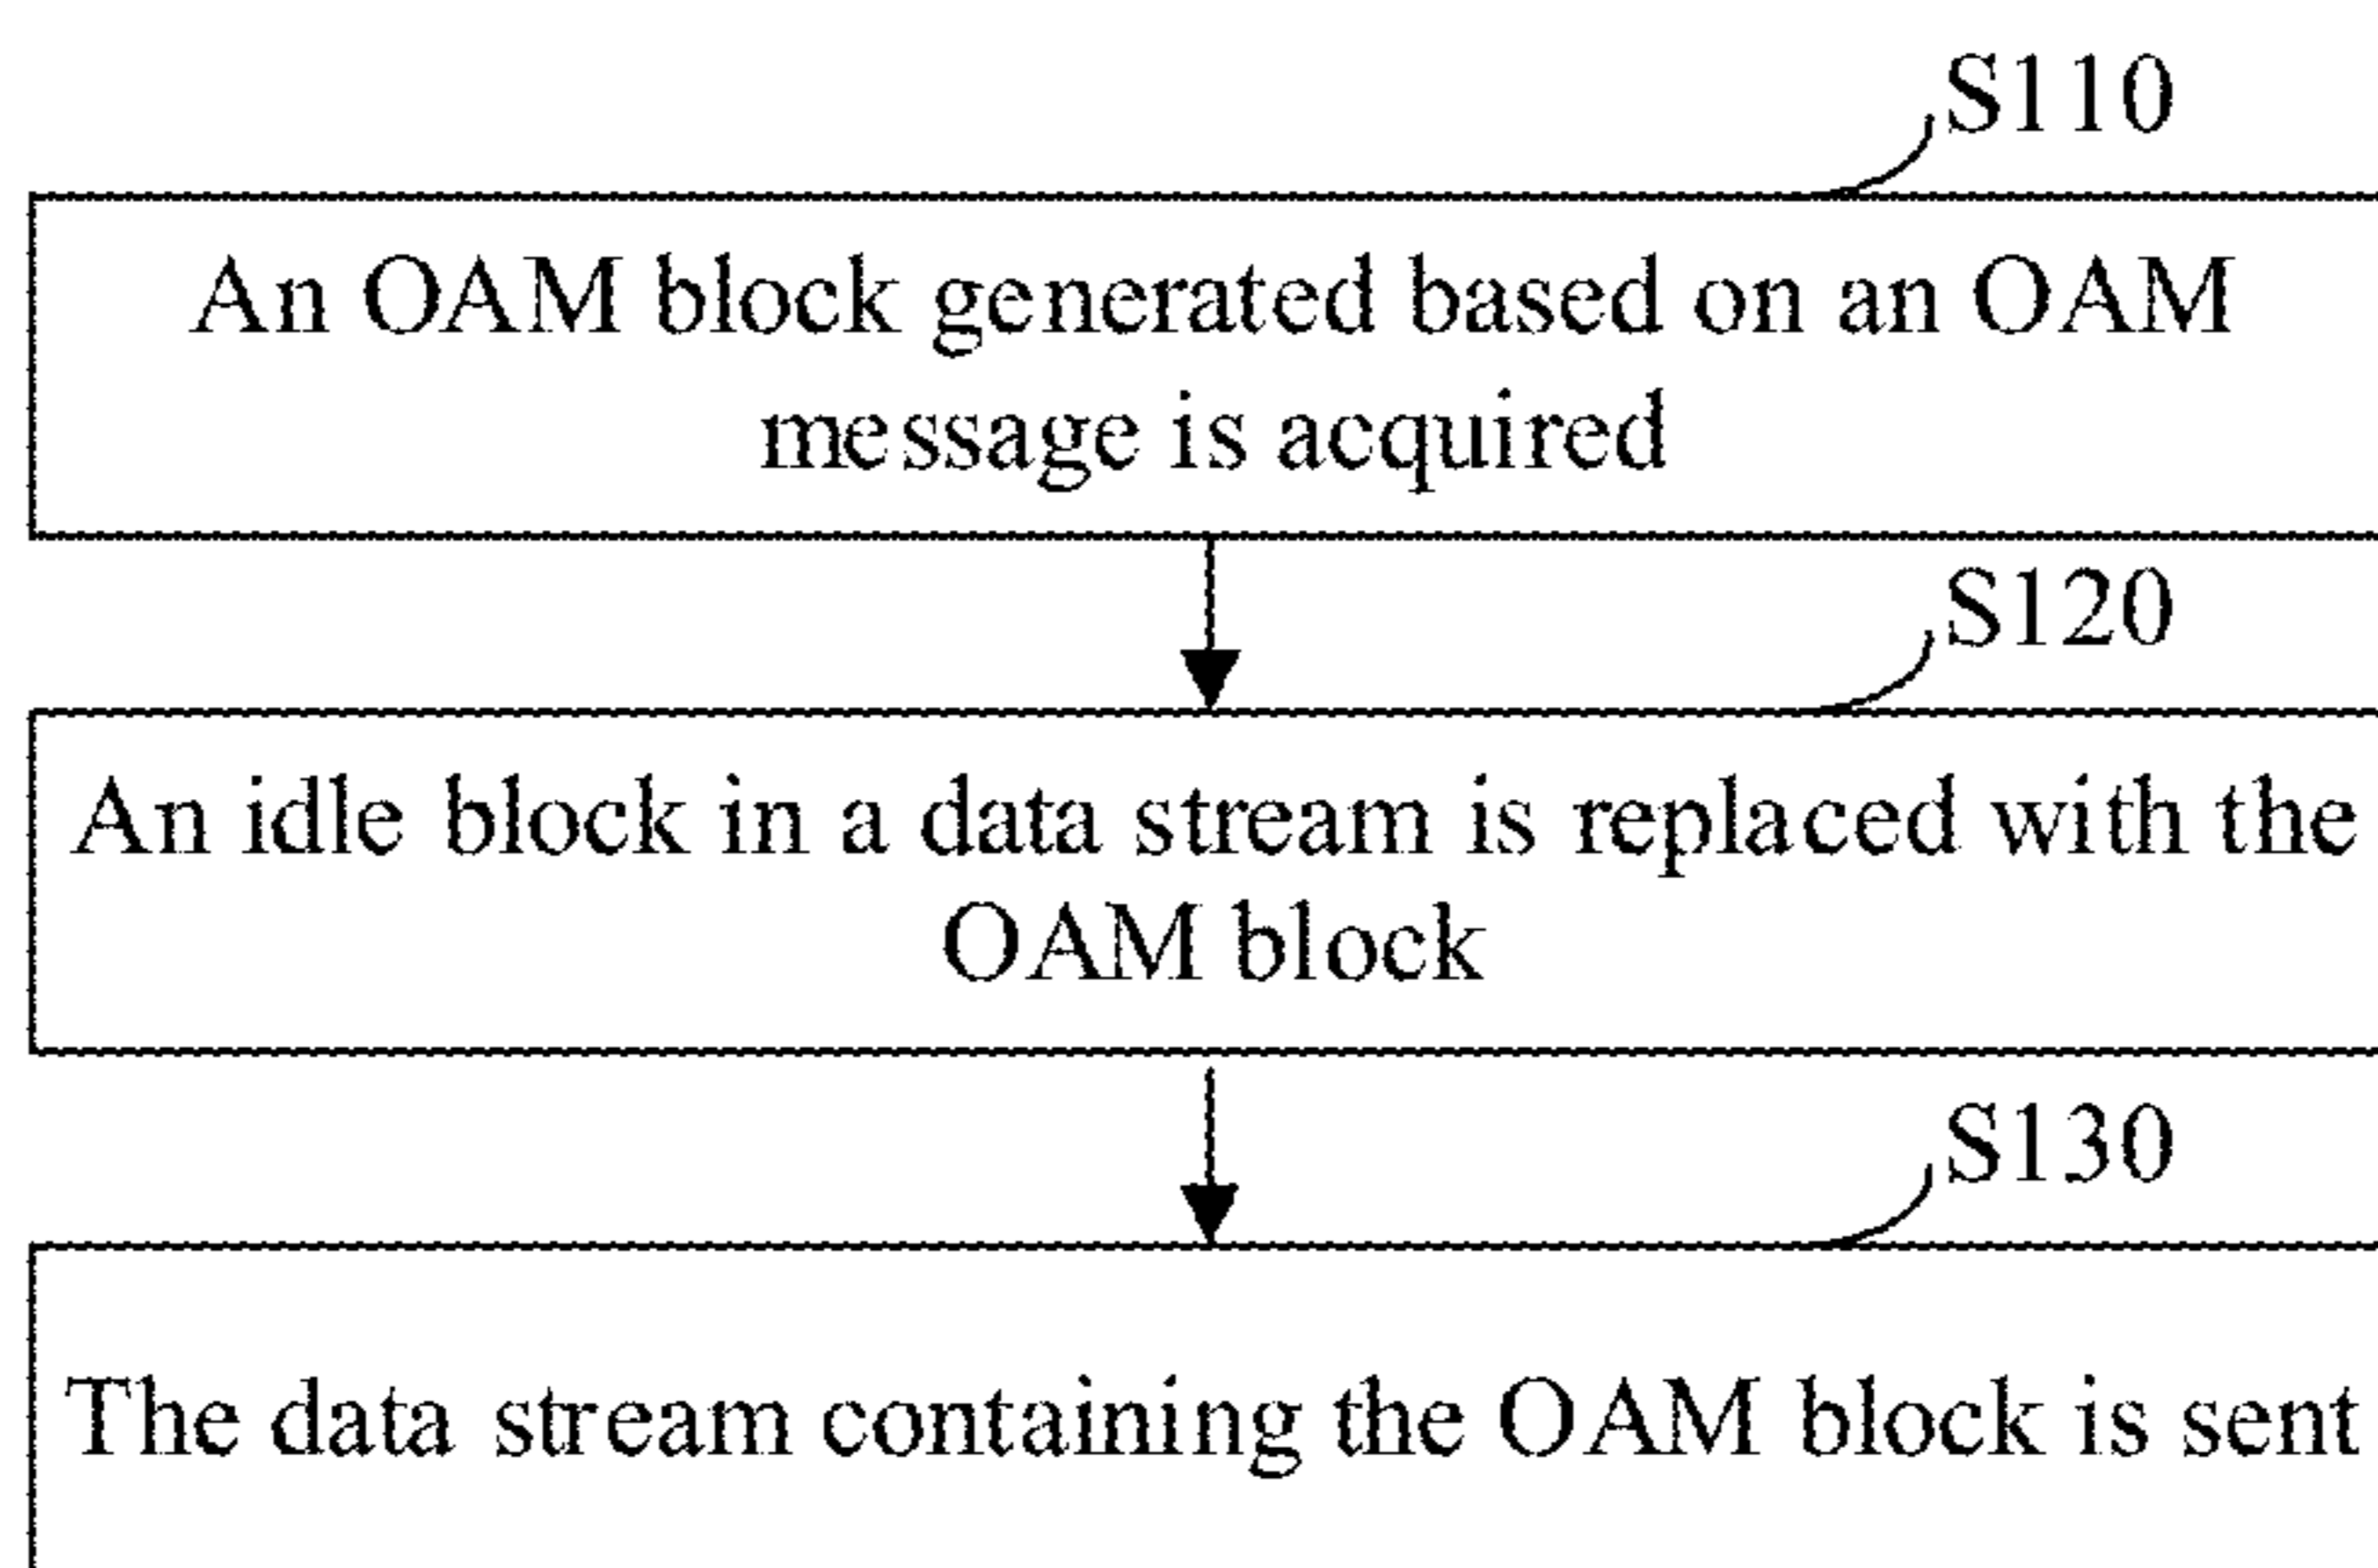 S110
An OAM block generated based on an OAM
message is acquired
S120
An idle block in a data stream is replaced with the
OAM block
S130
The data stream containing the OAM block is sent